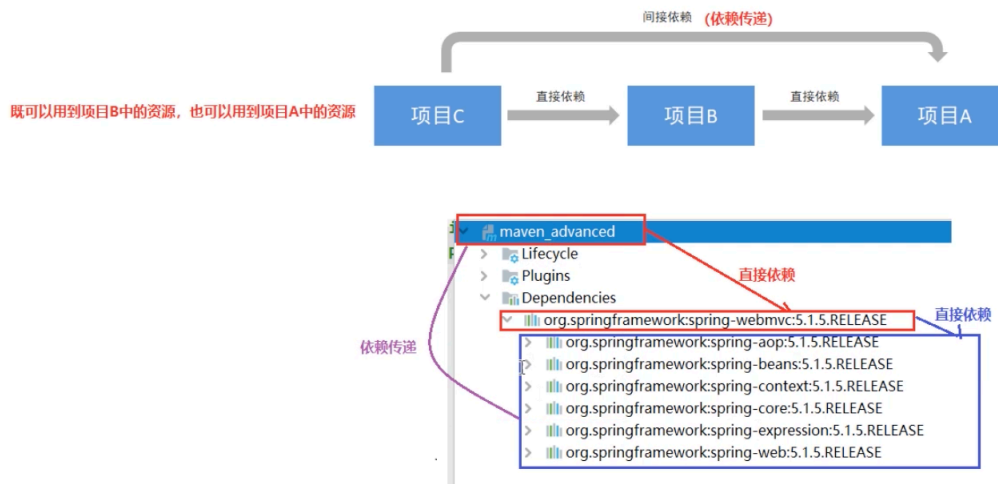 间接依赖 (依赖传递)
既可以用到项目B中的资源，也可以用到项目A中的资源
项目C
直接依赖
项目B
直接依赖
项目A
maven_advanced
Lifecycle
Plugins
直接依赖
Dependencies
org.springframework:spring-webmvc:5.1.5.RELEASE
直接依赖
依赖传递
org.springframework:spring-aop:5.1.5.RELEASE
org.springframework:spring-beans:5.1.5.RELEASE
org.springframework:spring-context:5.1.5.RELEASE
org.springframework:spring-core:5.1.5.RELEASE
org.springframework:spring-expression:5.1.5.RELEASE
org.springframework:spring-web:5.1.5.RELEASE